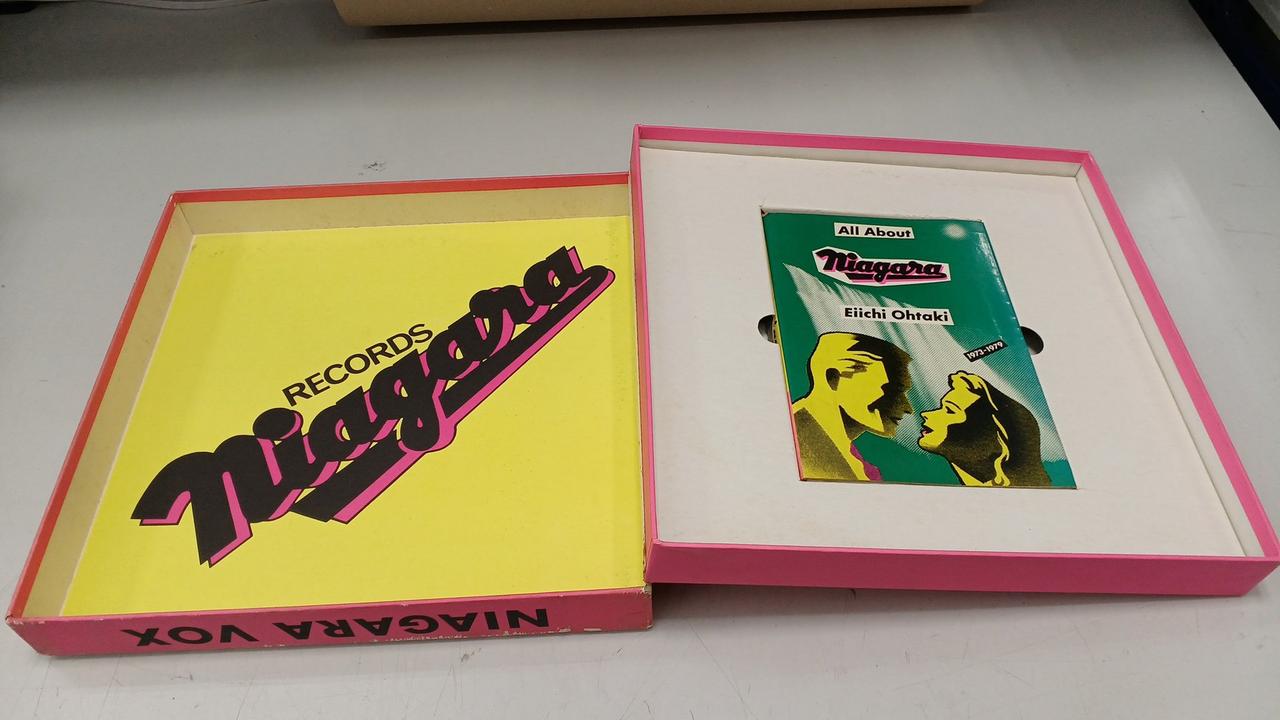 RECORDS
Niagara
NIAGARA VOX
All About
Niagara
Eiichi Ohtaki
1973-1979